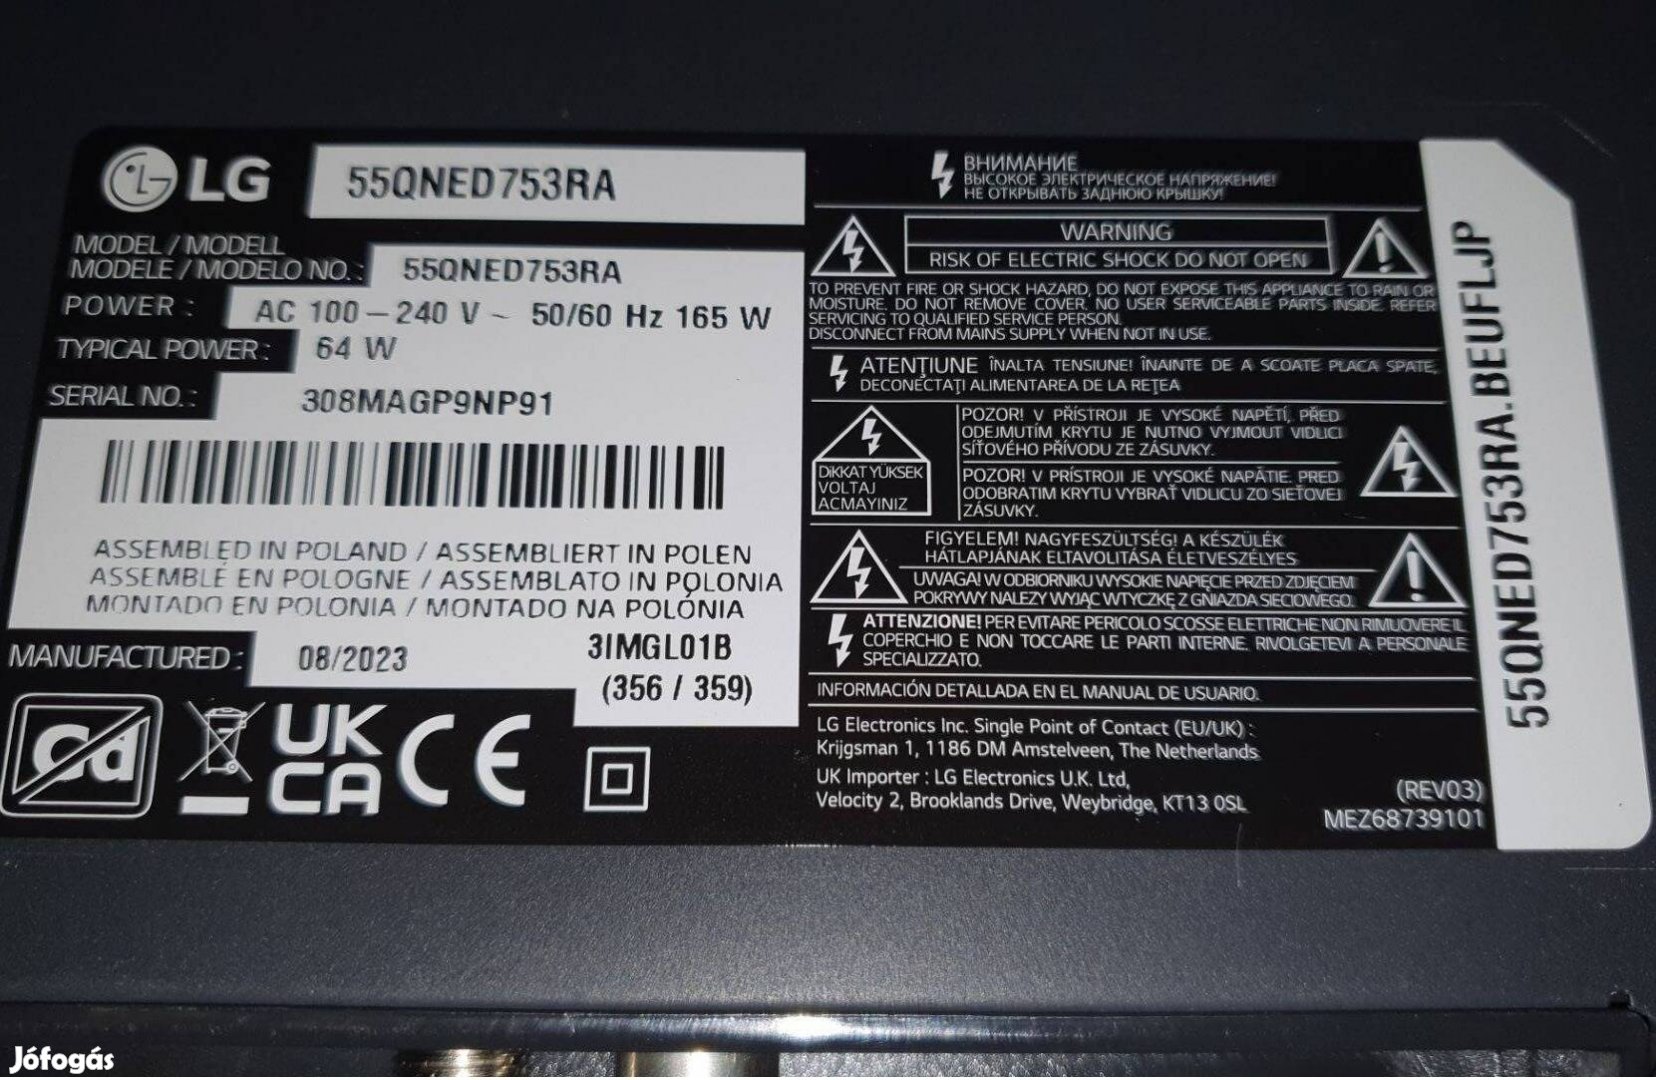 LG 55QNED753RA
MODEL / MODELL
MODELE / MODELO NO. : 55QNED753RA
POWER : AC 100 – 240 V ~ 50/60 Hz 165 W
TYPICAL POWER : 64 W
SERIAL NO. : 308MAGP9NP91
ASSEMBLED IN POLAND / ASSEMBLIERT IN POLEN
ASSEMBLÉ EN POLOGNE / ASSEMBLATO IN POLONIA
MONTADO EN POLONIA / MONTADO NA POLÓNIA
MANUFACTURED : 08/2023
3IMGL01B
(356 / 359)
Cd
UK
CA
CE
ВНИМАНИЕ
ВЫСОКОЕ ЭЛЕКТРИЧЕСКОЕ НАПРЯЖЕНИЕ!
НЕ ОТКРЫВАТЬ ЗАДНЮЮ КРЫШКУ!
WARNING
RISK OF ELECTRIC SHOCK DO NOT OPEN
TO PREVENT FIRE OR SHOCK HAZARD, DO NOT EXPOSE THIS APPLIANCE TO RAIN OR
MOISTURE. DO NOT REMOVE COVER. NO USER SERVICEABLE PARTS INSIDE. REFER
SERVICING TO QUALIFIED SERVICE PERSON.
DISCONNECT FROM MAINS SUPPLY WHEN NOT IN USE.
ATENŢIUNE ÎNALTA TENSIUNE! ÎNAINTE DE A SCOATE PLACA SPATE,
DECONECTAŢI ALIMENTAREA DE LA REŢEA
DİKKAT YÜKSEK
VOLTAJ
ACMAYINIZ
POZOR! V PŘÍSTROJI JE VYSOKÉ NAPĚTÍ, PŘED
ODEJMUTÍM KRYTU JE NUTNO VYJMOUT VIDLICI
SÍŤOVÉHO PŘÍVODU ZE ZÁSUVKY.
POZOR! V PRÍSTROJI JE VYSOKÉ NAPÄTIE. PRED
ODOBRATIM KRYTU VYBRAŤ VIDLICU ZO SIEŤOVEJ
ZÁSUVKY.
FIGYELEM! NAGYFESZÜLTSÉG! A KÉSZÜLÉK
HÁTLAPJÁNAK ELTAVOLITÁSA ÉLETVESZÉLYES
UWAGA! W ODBIORNIKU WYSOKIE NAPIĘCIE PRZED ZDJĘCIEM
POKRYWY NALEZY WYJĄC WTYCZKĘ Z GNIAZDA SIECIOWEGO.
ATTENZIONE! PER EVITARE PERICOLO SCOSSE ELETTRICHE NON RIMUOVERE IL
COPERCHIO E NON TOCCARE LE PARTI INTERNE. RIVOLGETEVI A PERSONALE
SPECIALIZZATO.
INFORMACIÓN DETALLADA EN EL MANUAL DE USUARIO.
LG Electronics Inc. Single Point of Contact (EU/UK) :
Krijgsman 1, 1186 DM Amstelveen, The Netherlands
UK Importer : LG Electronics U.K. Ltd,
Velocity 2, Brooklands Drive, Weybridge, KT13 0SL
(REV03)
MEZ68739101
55QNED753RA.BEUFLJP
Jófogás